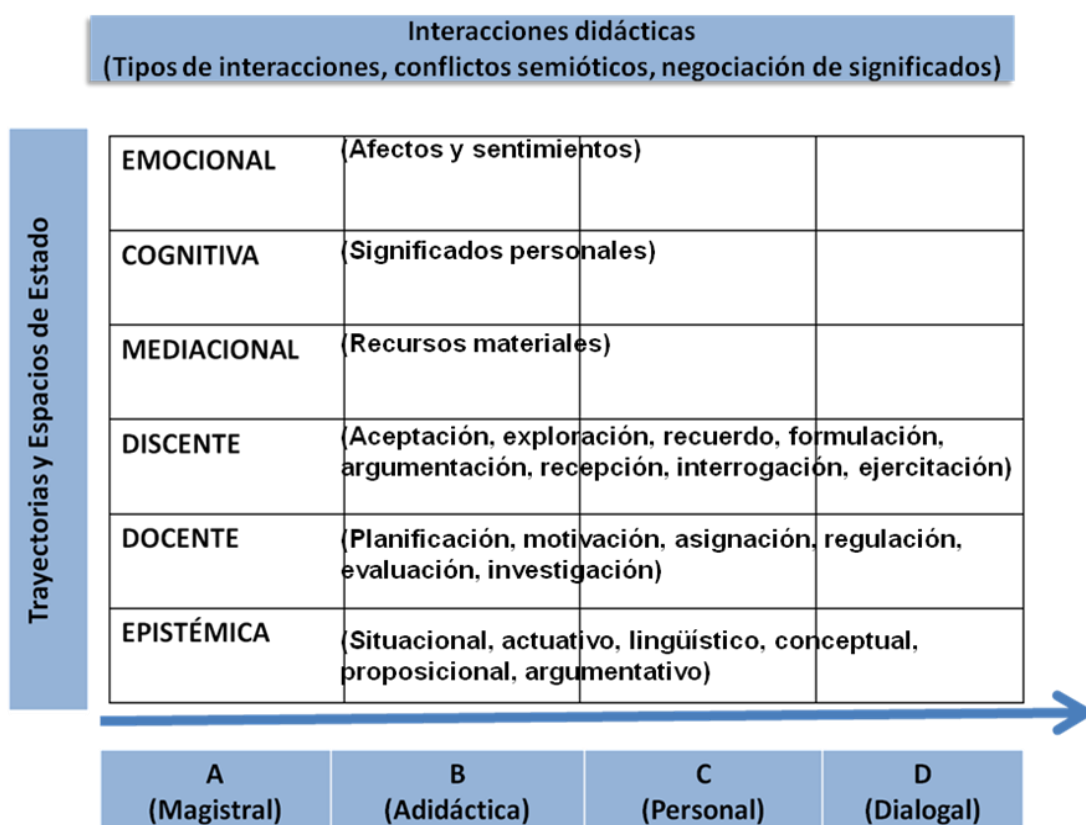 Interacciones didácticas
(Tipos de interacciones, conflictos semióticos, negociación de significados)
Trayectorias y Espacios de Estado
EMOCIONAL
(Afectos y sentimientos)
COGNITIVA
(Significados personales)
MEDIACIONAL
(Recursos materiales)
DISCENTE
(Aceptación, exploración, recuerdo, formulación,
argumentación, recepción, interrogación, ejercitación)
DOCENTE
(Planificación, motivación, asignación, regulación,
evaluación, investigación)
EPISTÉMICA
(Situacional, actuativo, lingüístico, conceptual,
proposicional, argumentativo)
A
(Magistral)
B
(Adidáctica)
C
(Personal)
D
(Dialogal)